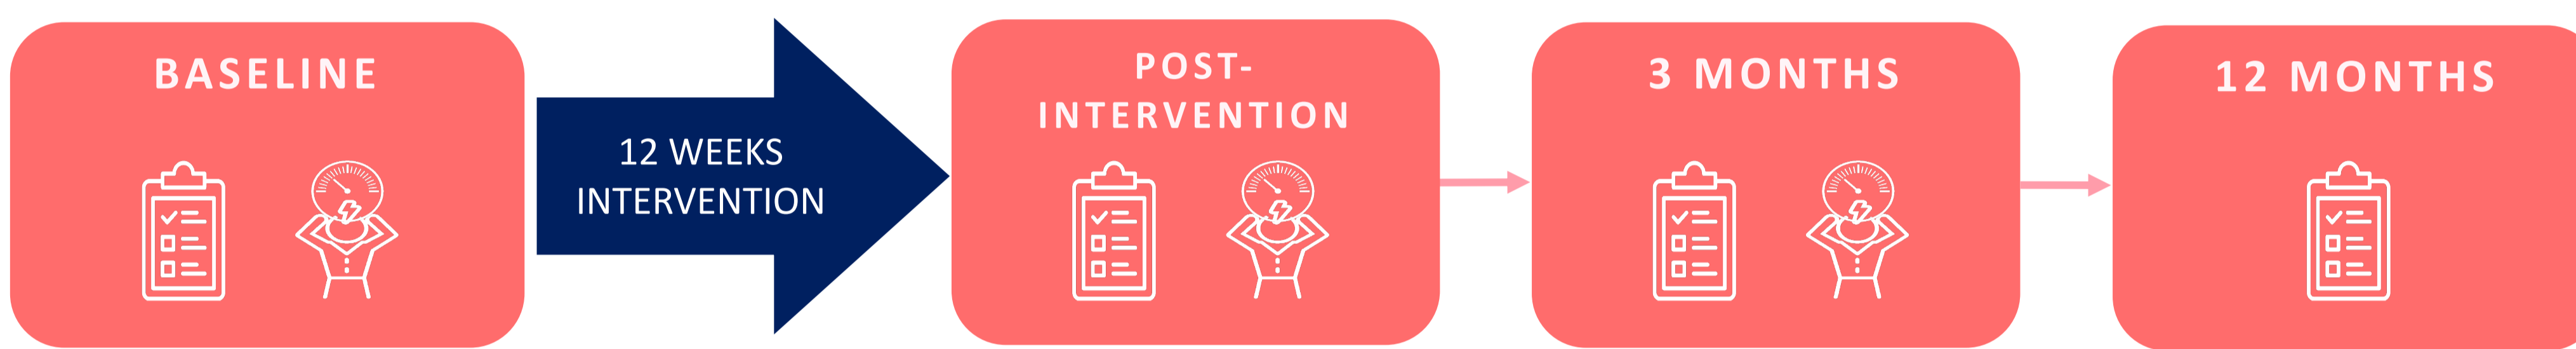 BASELINE
12 WEEKS
INTERVENTION
POST-
INTERVENTION
3 MONTHS
12 MONTHS